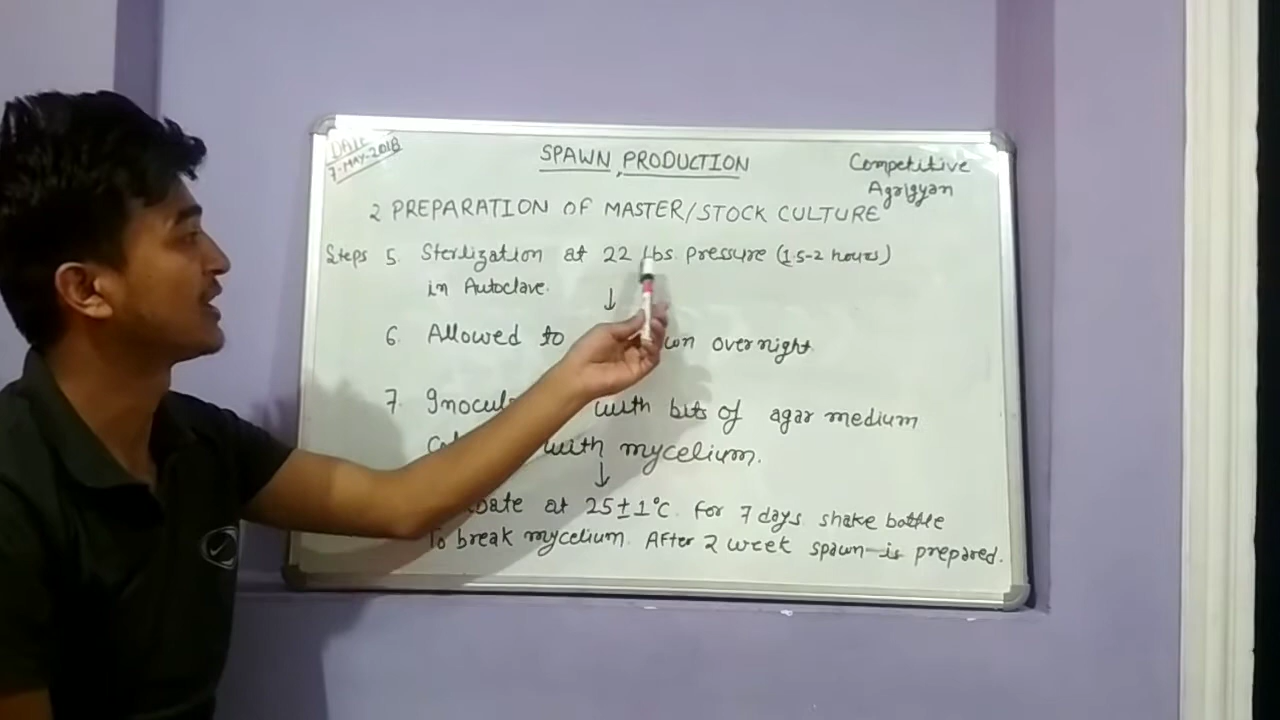 DATE
7-MAY-2018
SPAWN PRODUCTION
Competitive
Agrigyan
2 PREPARATION OF MASTER/STOCK CULTURE
Steps 5. Sterlization at 22 lbs. pressure (1.5-2 hours)
in Autoclave.
↓
6. Allowed to overnight.
7. with bits of agar medium
with mycelium.
↓
at 25±1°C for 7 days shake bottle
To break mycelium. After 2 week spawn is prepared.